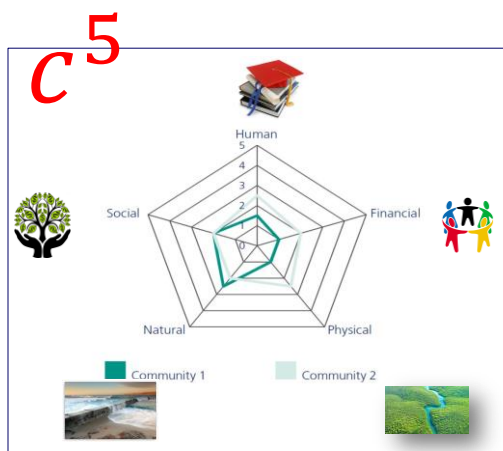 c⁵
Human
5
4
3
2
1
0
Social
Financial
Natural
Physical
Community 1
Community 2